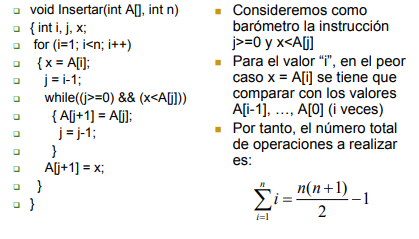 void Insertar(int A[], int n)
{ int i, j, x;
for (i=1; i<n; i++)
{ x = A[i];
j = i-1;
while((j>=0) && (x<A[j]))
{ A[j+1] = A[j];
j = j-1;
}
A[j+1] = x;
}
}
Consideremos como
barómetro la instrucción
j>=0 y x<A[j]
Para el valor “i”, en el peor
caso x = A[i] se tiene que
comparar con los valores
A[i-1], …, A[0] (i veces)
Por tanto, el número total
de operaciones a realizar
es:
\sum_{i=1}^{n} i = \frac{n(n+1)}{2} - 1